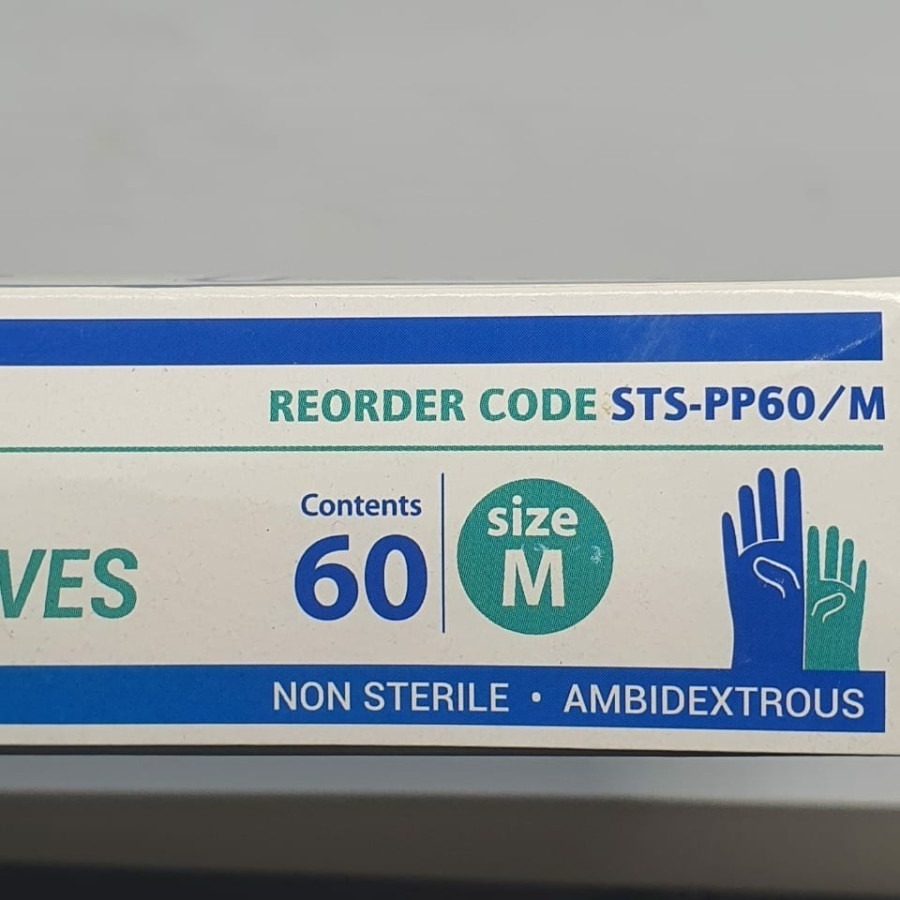 REORDER CODE STS-PP60/M
Contents
60
size
M
VES
NON STERILE • AMBIDEXTROUS